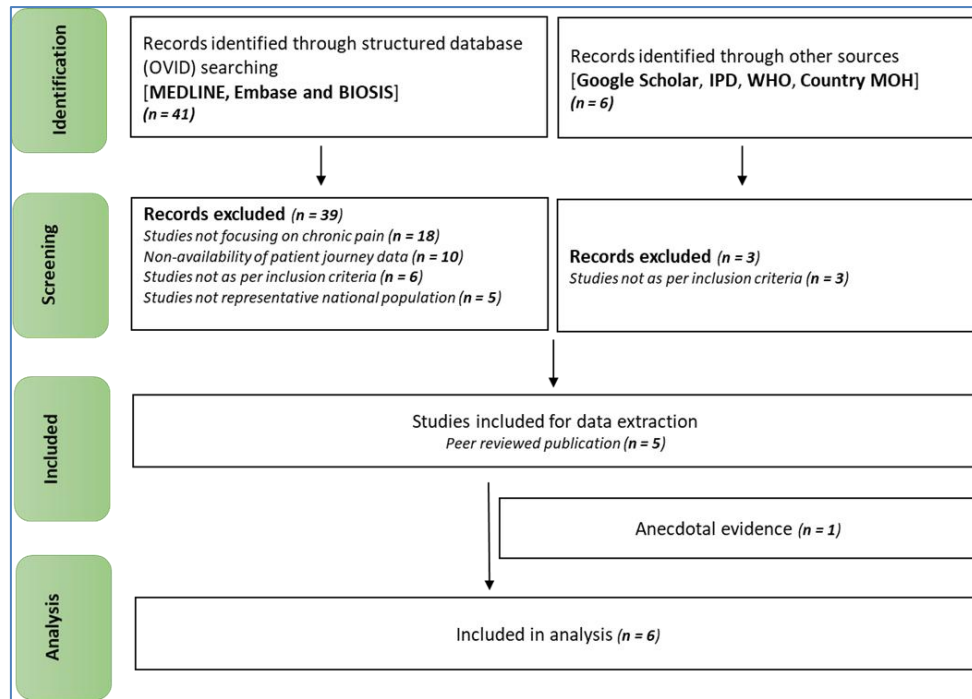 Identification
Records identified through structured database
(OVID) searching
[MEDLINE, Embase and BIOSIS]
(n = 41)
Records identified through other sources
[Google Scholar, IPD, WHO, Country MOH]
(n = 6)
Screening
Records excluded (n = 39)
Studies not focusing on chronic pain (n = 18)
Non-availability of patient journey data (n = 10)
Studies not as per inclusion criteria (n = 6)
Studies not representative national population (n = 5)
Records excluded (n = 3)
Studies not as per inclusion criteria (n = 3)
Included
Studies included for data extraction
Peer reviewed publication (n = 5)
Anecdotal evidence (n = 1)
Analysis
Included in analysis (n = 6)